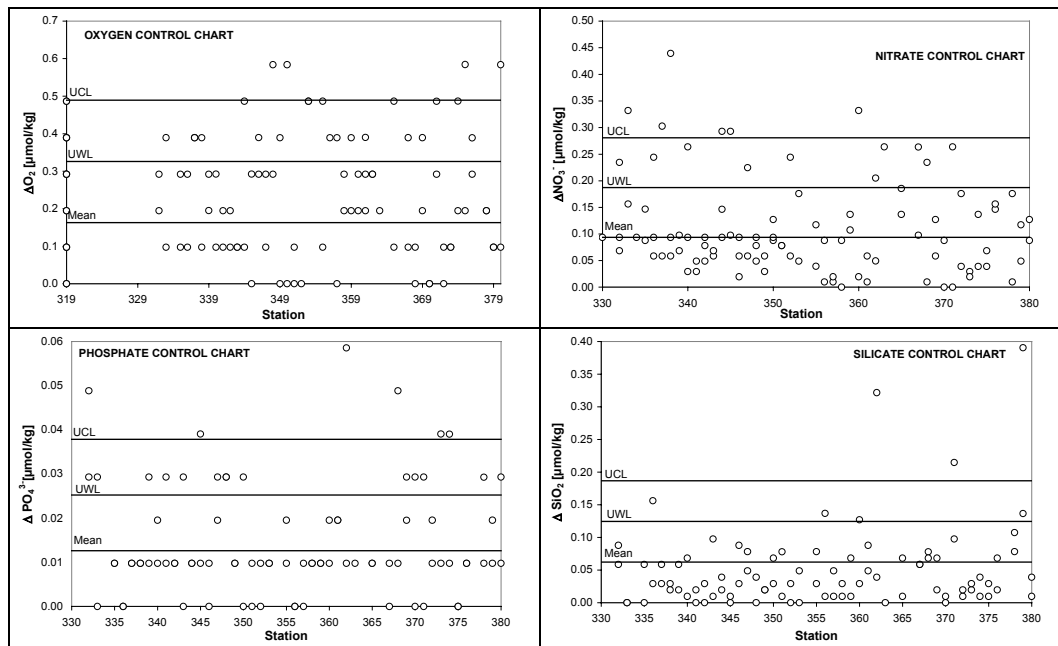 OXYGEN CONTROL CHART
ΔO2 [µmol/kg]
0.7
0.6
0.5
0.4
0.3
0.2
0.1
0.0
UCL
UWL
Mean
319 329 339 349 359 369 379
Station
NITRATE CONTROL CHART
ΔNO3- [µmol/kg]
0.50
0.45
0.40
0.35
0.30
0.25
0.20
0.15
0.10
0.05
0.00
UCL
UWL
Mean
330 340 350 360 370 380
Station
PHOSPHATE CONTROL CHART
Δ PO4 3- [µmol/kg]
0.06
0.05
0.04
0.03
0.02
0.01
0.00
UCL
UWL
Mean
330 335 340 345 350 355 360 365 370 375 380
Station
SILICATE CONTROL CHART
Δ SiO2 [µmol/kg]
0.40
0.35
0.30
0.25
0.20
0.15
0.10
0.05
0.00
UCL
UWL
Mean
330 335 340 345 350 355 360 365 370 375 380
Station